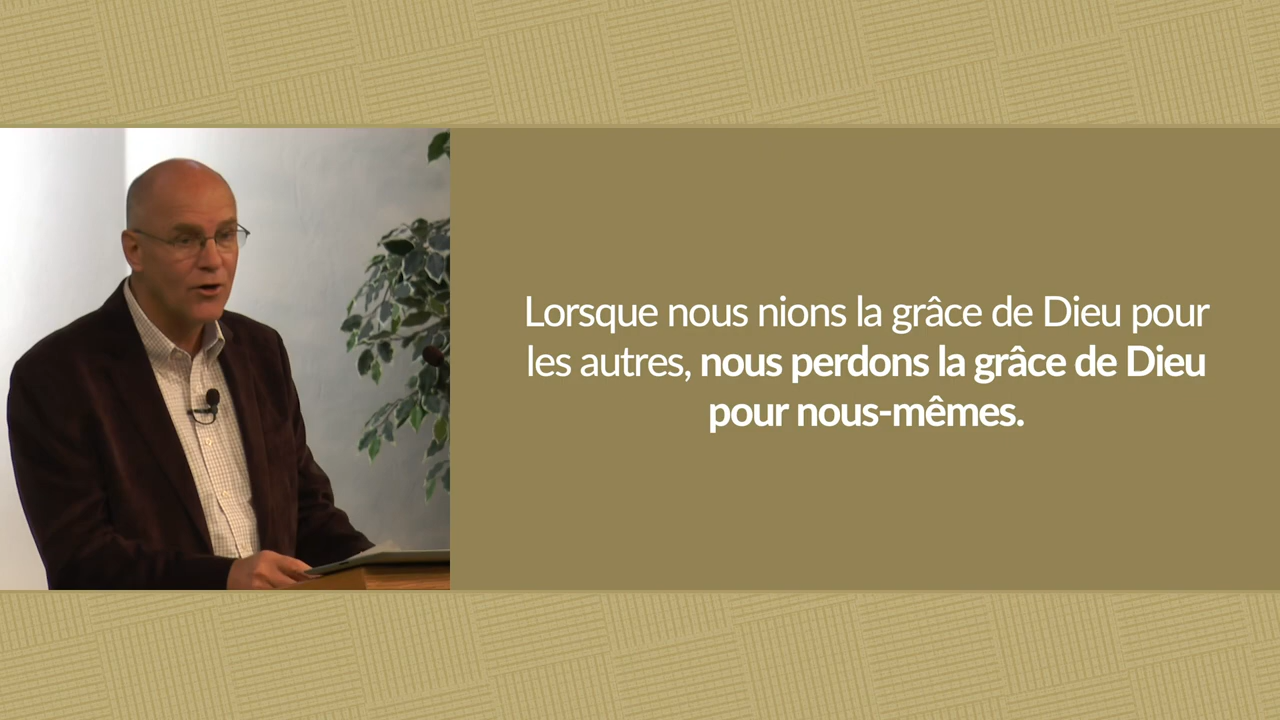 Lorsque nous nions la grâce de Dieu pour
les autres, nous perdons la grâce de Dieu
pour nous-mêmes.